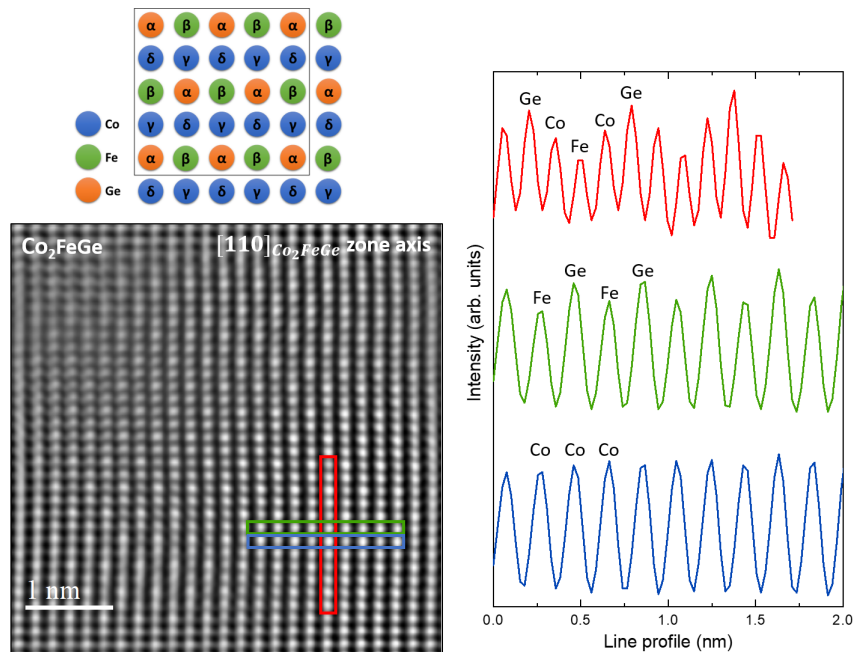 α β α β α β
δ γ δ γ δ γ
β α β α β α
γ δ γ δ γ δ
α β α β α β
δ γ δ γ δ γ
Co
Fe
Ge
Co₂FeGe
[110]Co₂FeGe zone axis
1 nm
Intensity (arb. units)
Ge Co Fe Co Ge
Fe Ge Fe Ge
Co Co Co
0.0 0.5 1.0 1.5 2.0
Line profile (nm)